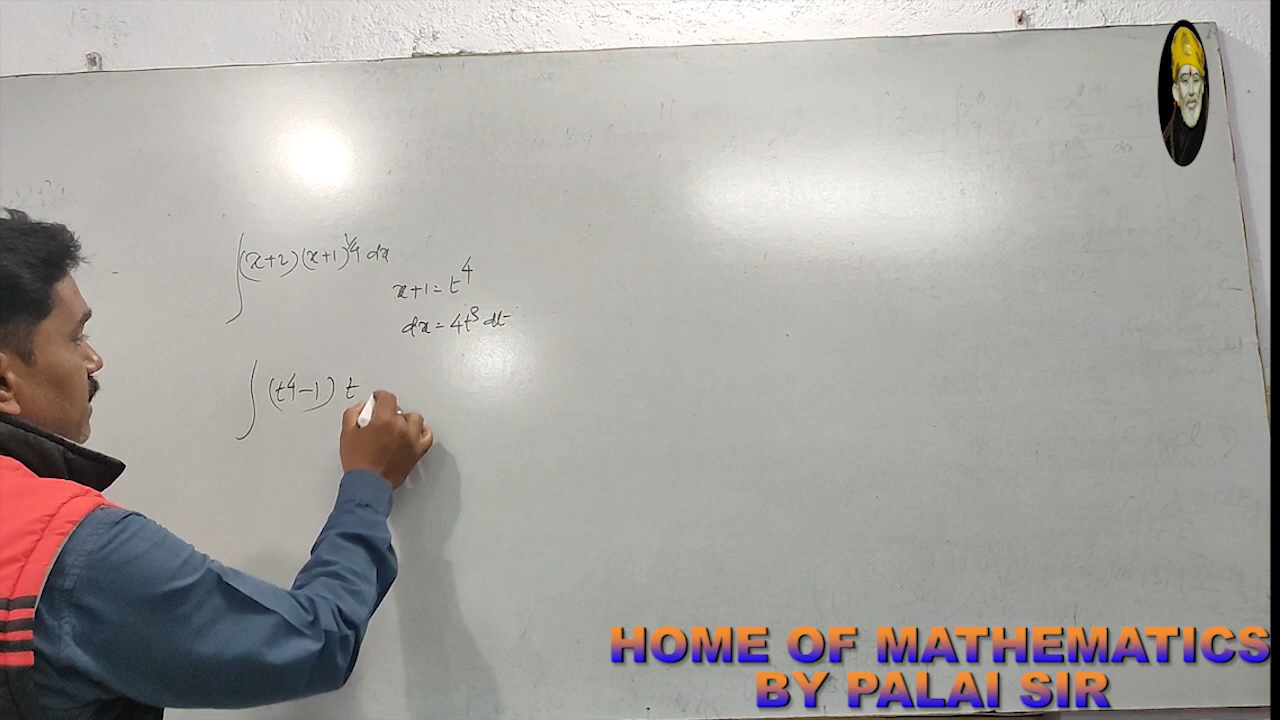 ∫(x+2)(x+1)^1/4 dx
x+1 = t^4
dx = 4t^3 dt
∫ (t^4-1) t
HOME OF MATHEMATICS
BY PALAI SIR